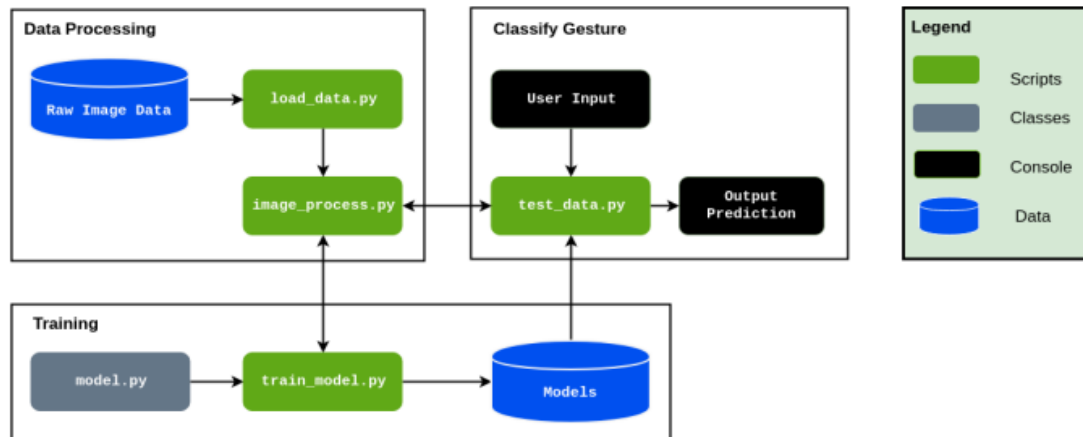 Data Processing
Raw Image Data
load_data.py
image_process.py
Classify Gesture
User Input
test_data.py
Output
Prediction
Training
model.py
train_model.py
Models
Legend
Scripts
Classes
Console
Data